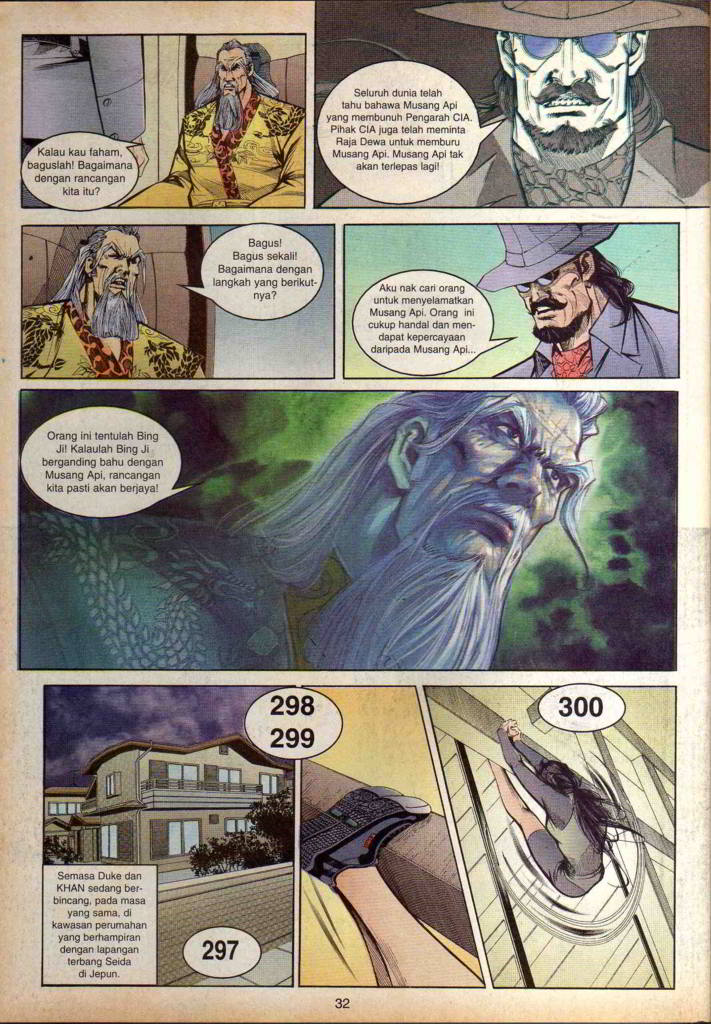 Kalau kau faham,
baguslah! Bagaimana
dengan rancangan
kita itu?
Seluruh dunia telah
tahu bahawa Musang Api
yang membunuh Pengarah CIA.
Pihak CIA juga telah meminta
Raja Dewa untuk memburu
Musang Api. Musang Api tak
akan terlepas lagi!
Bagus!
Bagus sekali!
Bagaimana dengan
langkah yang berikut-
nya?
Aku nak cari orang
untuk menyelamatkan
Musang Api. Orang ini
cukup handal dan men-
dapat kepercayaan
daripada Musang Api...
Orang ini tentulah Bing
Ji! Kalaulah Bing Ji
berganding bahu dengan
Musang Api, rancangan
kita pasti akan berjaya!
Semasa Duke dan
KHAN sedang ber-
bincang, pada masa
yang sama, di
kawasan perumahan
yang berhampiran
dengan lapangan
terbang Seida
di Jepun.
297
298
299
300
32